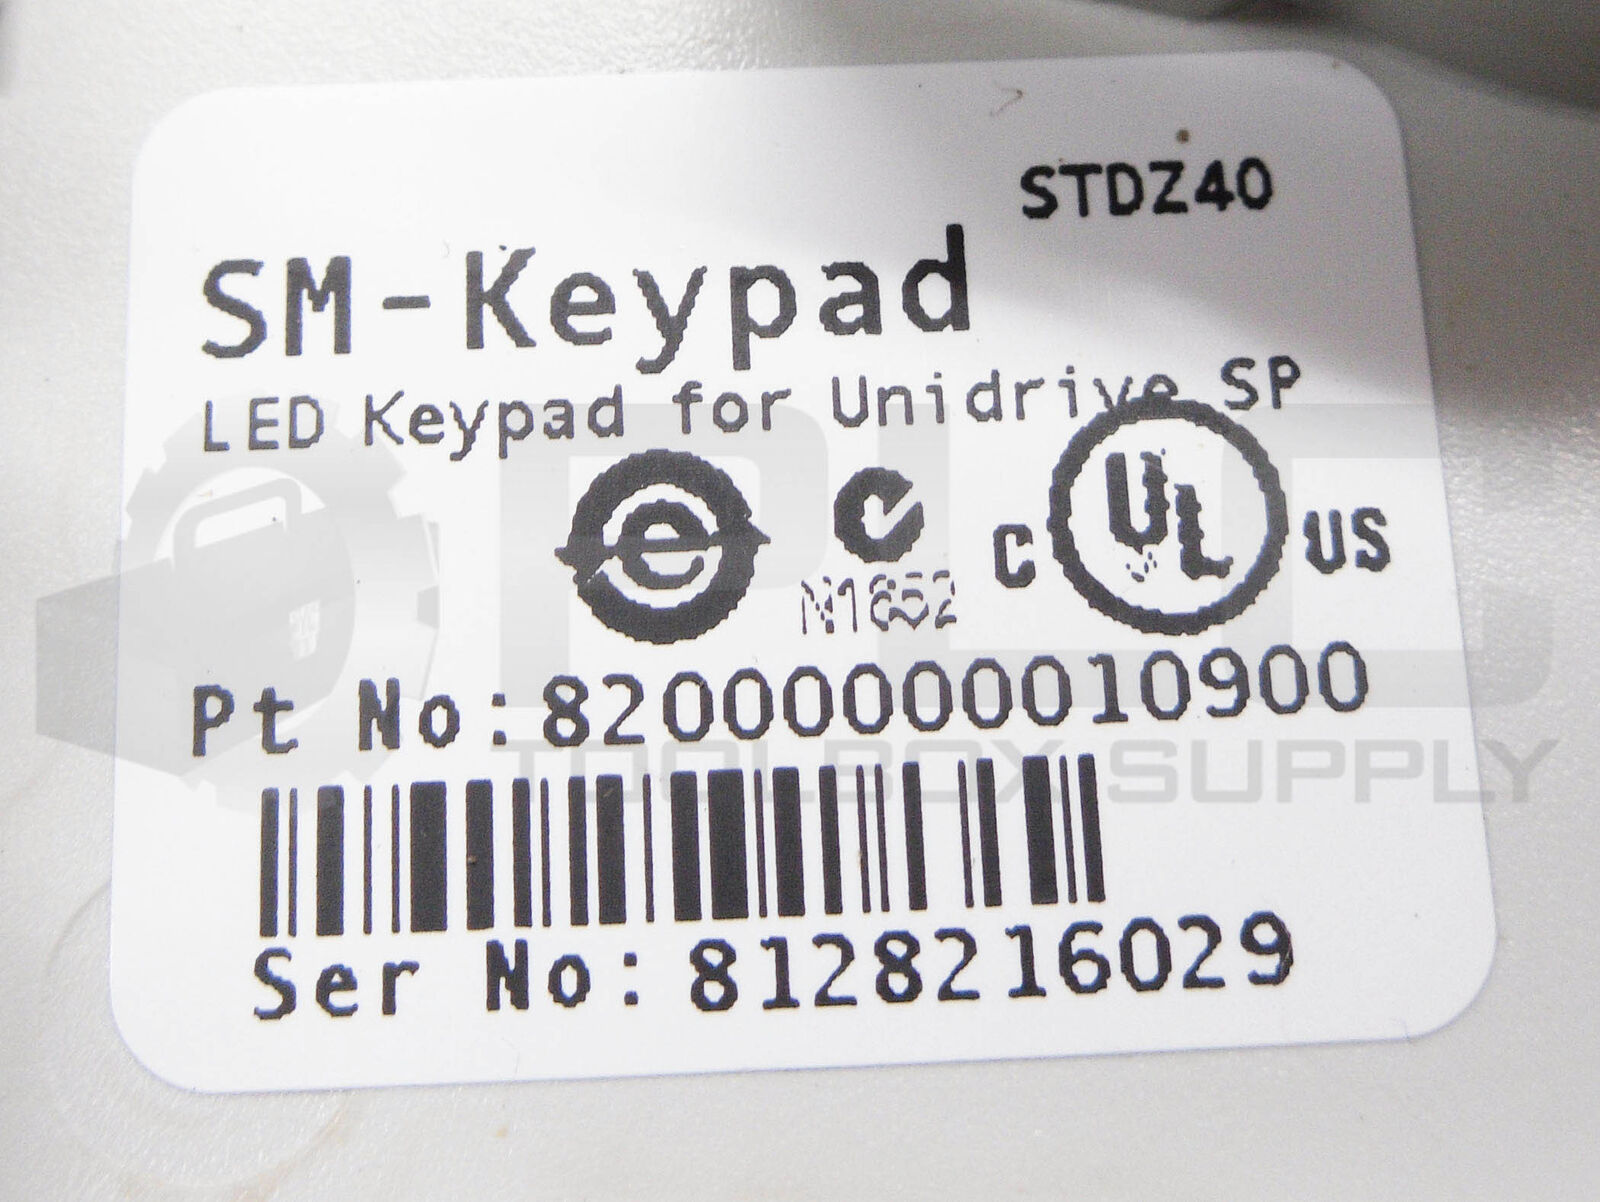 STDZ40
SM-Keypad
LED Keypad for Unidrive SP
e
N1652
C UL US
Pt No:82000000010900
Ser No: 8128216029
PLC
TOOLBOX SUPPLY